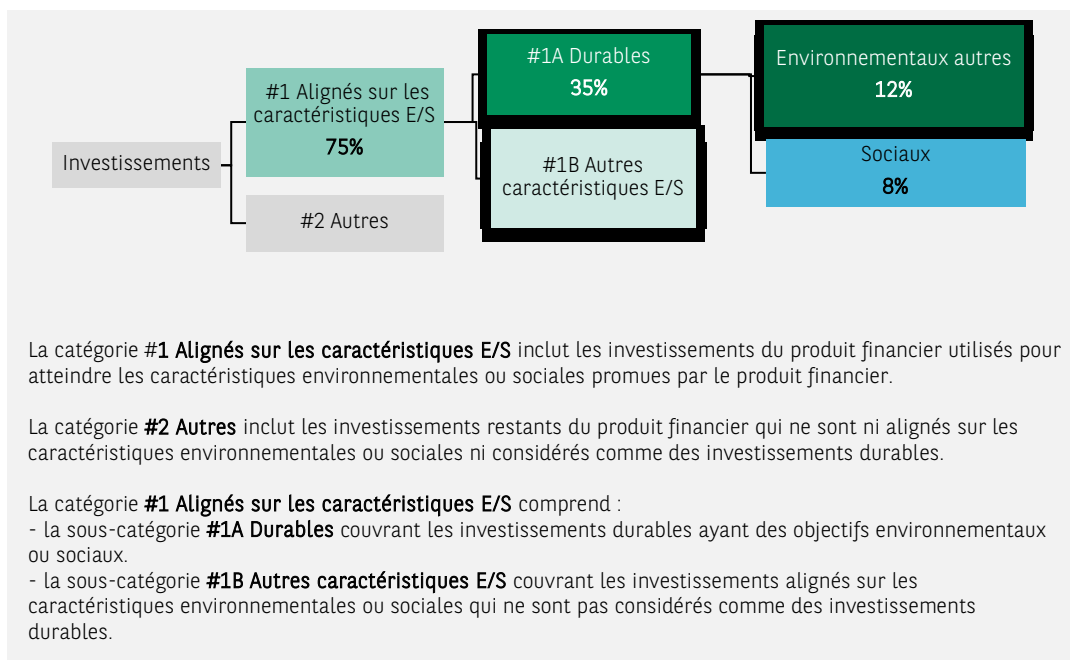 Investissements
#1 Alignés sur les
caractéristiques E/S
75%
#2 Autres
#1A Durables
35%
#1B Autres
caractéristiques E/S
Environnementaux autres
12%
Sociaux
8%
La catégorie #1 Alignés sur les caractéristiques E/S inclut les investissements du produit financier utilisés pour
atteindre les caractéristiques environnementales ou sociales promues par le produit financier.
La catégorie #2 Autres inclut les investissements restants du produit financier qui ne sont ni alignés sur les
caractéristiques environnementales ou sociales ni considérés comme des investissements durables.
La catégorie #1 Alignés sur les caractéristiques E/S comprend :
- la sous-catégorie #1A Durables couvrant les investissements durables ayant des objectifs environnementaux
ou sociaux.
- la sous-catégorie #1B Autres caractéristiques E/S couvrant les investissements alignés sur les
caractéristiques environnementales ou sociales qui ne sont pas considérés comme des investissements
durables.